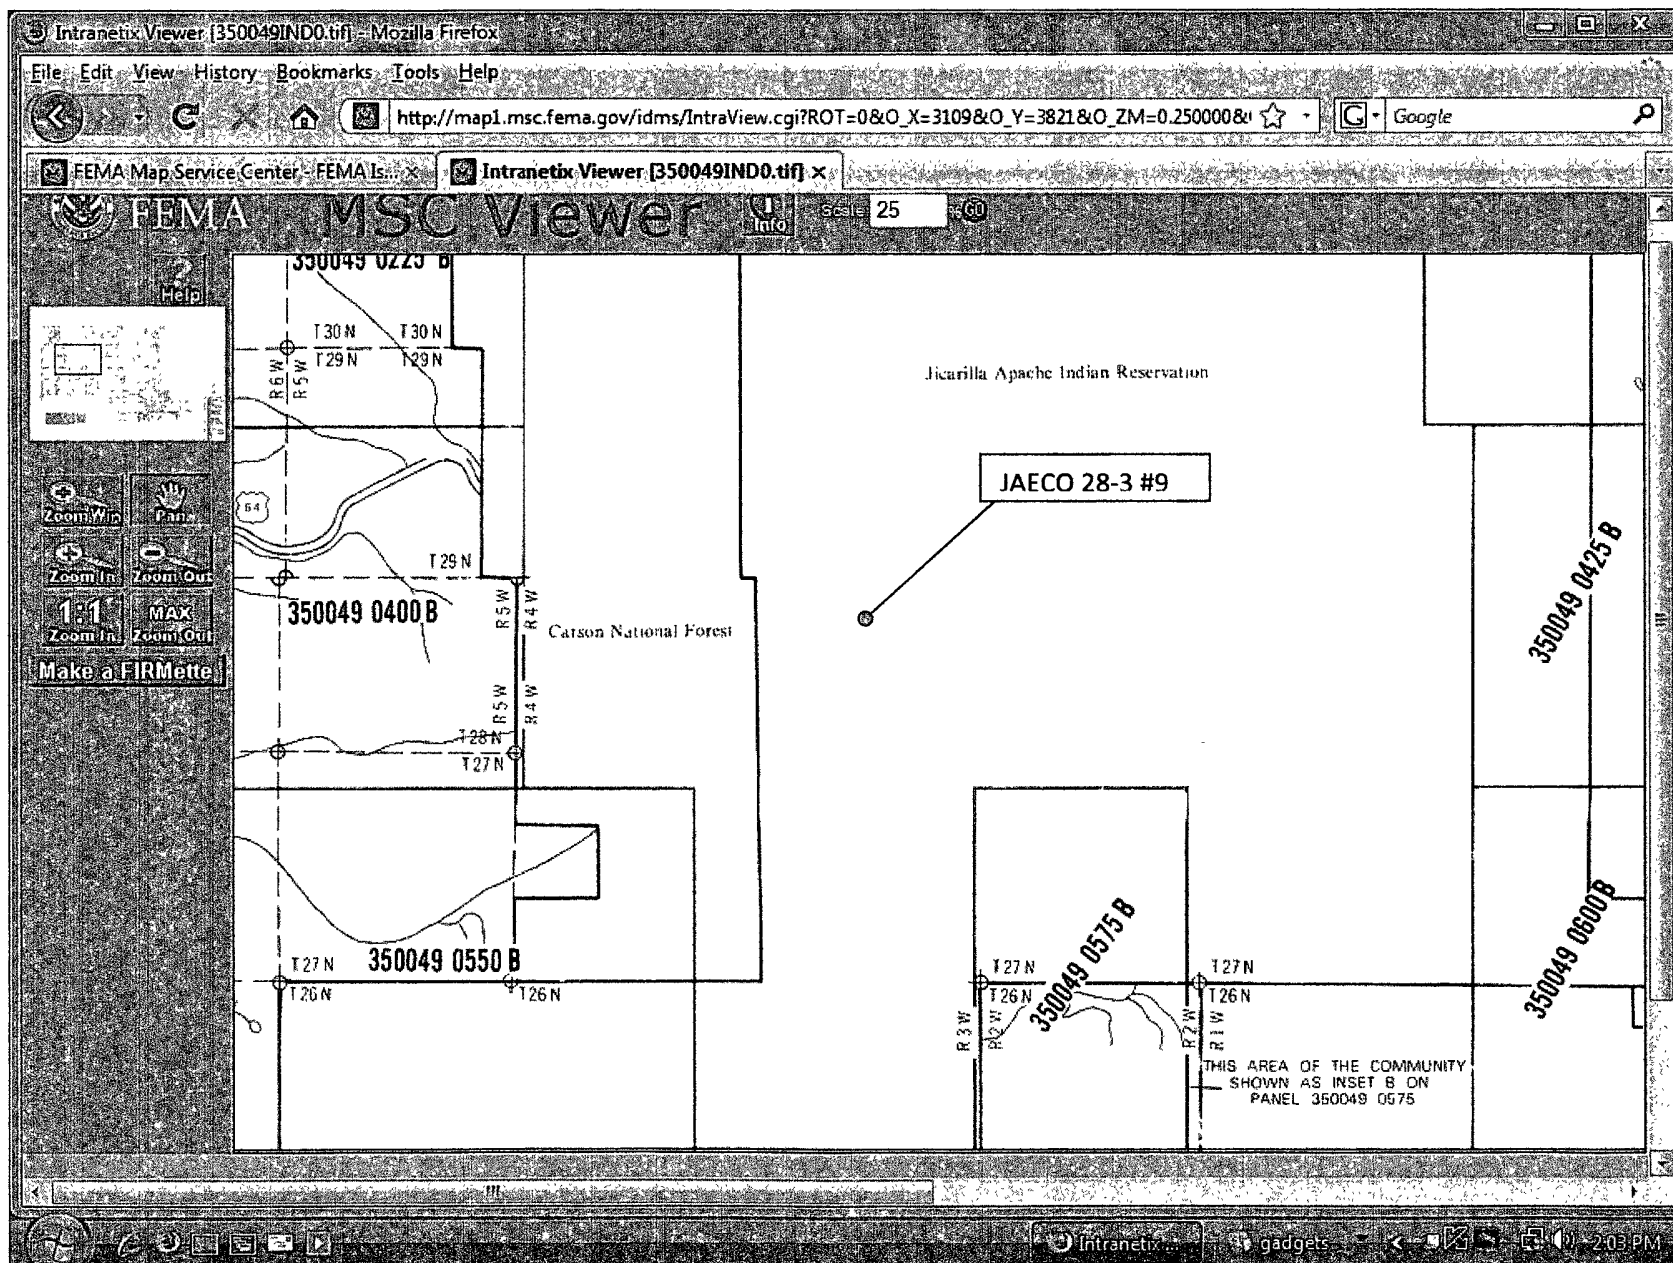 Intranetix Viewer [350049IND0.tif] - Mozilla Firefox
File Edit View History Bookmarks Tools Help
http://map1.msc.fema.gov/idms/IntraView.cgi?ROT=0&O_X=3109&O_Y=3821&O_ZM=0.250000&
G Google
FEMA Map Service Center - FEMA Is... ×
Intranetix Viewer [350049IND0.tif] ×
FEMA MSC Viewer Info Scale 25 GO
? Help
350049 0225 B
T 30 N T 30 N
T 29 N T 29 N
R 6 W
R 5 W
Jicarilla Apache Indian Reservation
JAECO 28-3 #9
Zoom Win Pan
64
Zoom In Zoom Out
T 29 N
1:1 Zoom In MAX Zoom Out
350049 0400 B
R 5 W
R 4 W
Carson National Forest
350049 0425 B
Make a FIRMette
R 5 W
R 4 W
T 28 N
T 27 N
350049 0550 B
T 27 N
T 26 N
T 26 N
T 27 N
T 26 N
350049 0575 B
T 27 N
T 26 N
350049 0600 B
R 3 W
R 2 W
R 2 W
R 1 W
THIS AREA OF THE COMMUNITY
SHOWN AS INSET B ON
PANEL 350049 0575
Intranetix ...
gadgets
2:03 PM